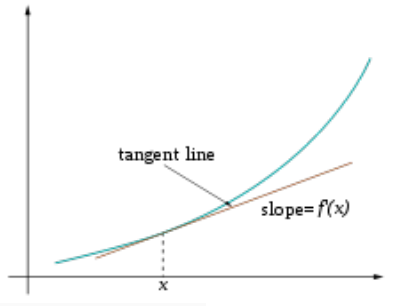 tangent line
slope=f'(x)
x